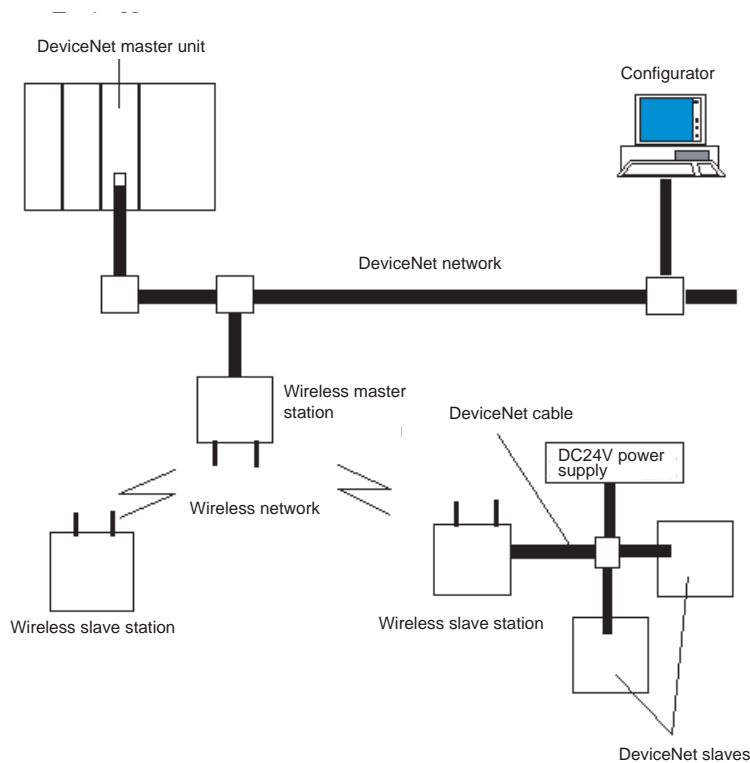 DeviceNet master unit
Configurator
DeviceNet network
Wireless master
station
DeviceNet cable
DC24V power
supply
Wireless network
Wireless slave station
Wireless slave station
DeviceNet slaves